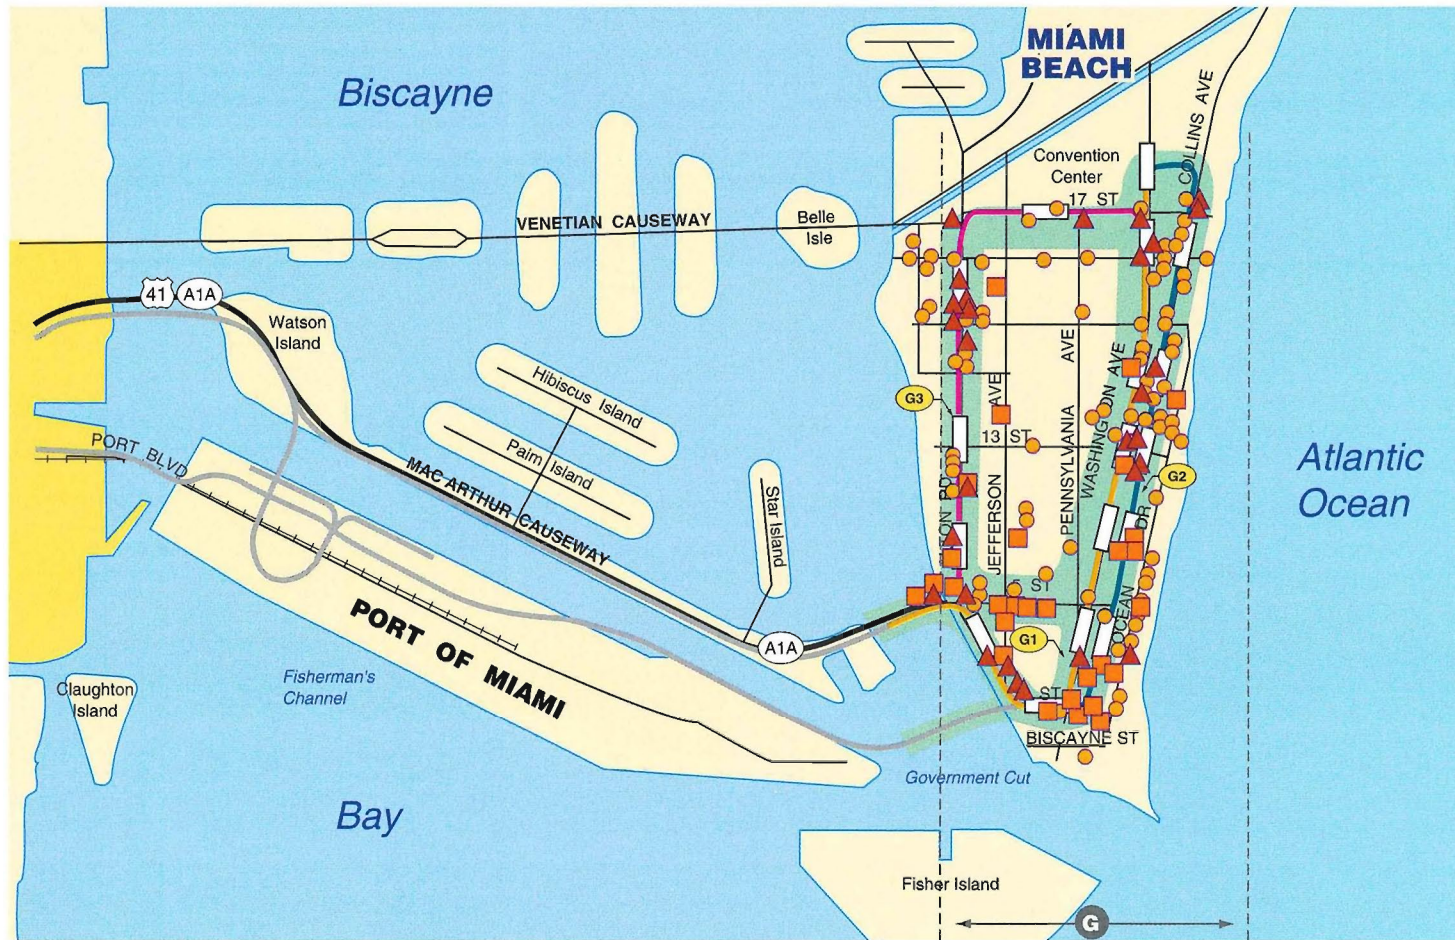 MIAMI
BEACH
Biscayne
COLLINS AVE
Convention
Center
17 ST
VENETIAN CAUSEWAY
Belle
Isle
41
A1A
Watson
Island
Hibiscus Island
Palm Island
AVE
AVE
WASHINGTON AVE
G3
13 ST
PENNSYLVANIA
JEFFERSON
PORT BLVD
MAC ARTHUR CAUSEWAY
Star Island
G2
Atlantic
Ocean
OCEAN DR
5 ST
G1
A1A
PORT OF MIAMI
Fisherman's
Channel
Claughton
Island
ST
BISCAYNE ST
Government Cut
Bay
Fisher Island
G